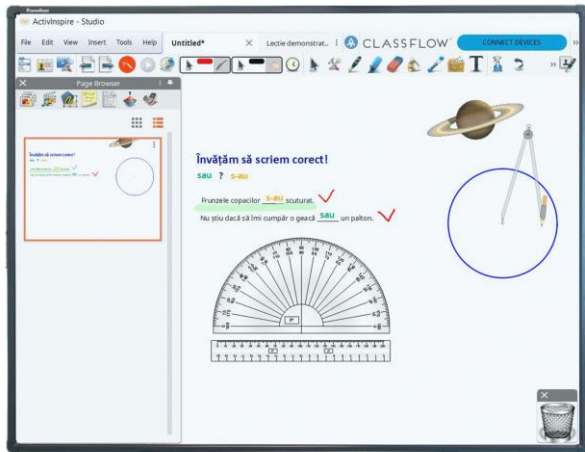 ActivInspire - Studio
File Edit View Insert Tools Help Untitled* × Lectie demonstrat.. CLASSFLOW CONNECT DEVICES
T
Page Browser
Învățăm să scriem corect!
sau ? s-au
Frunzele copacilor s-au scuturat.
Nu știu dacă să îmi cumpăr o geacă sau un palton.